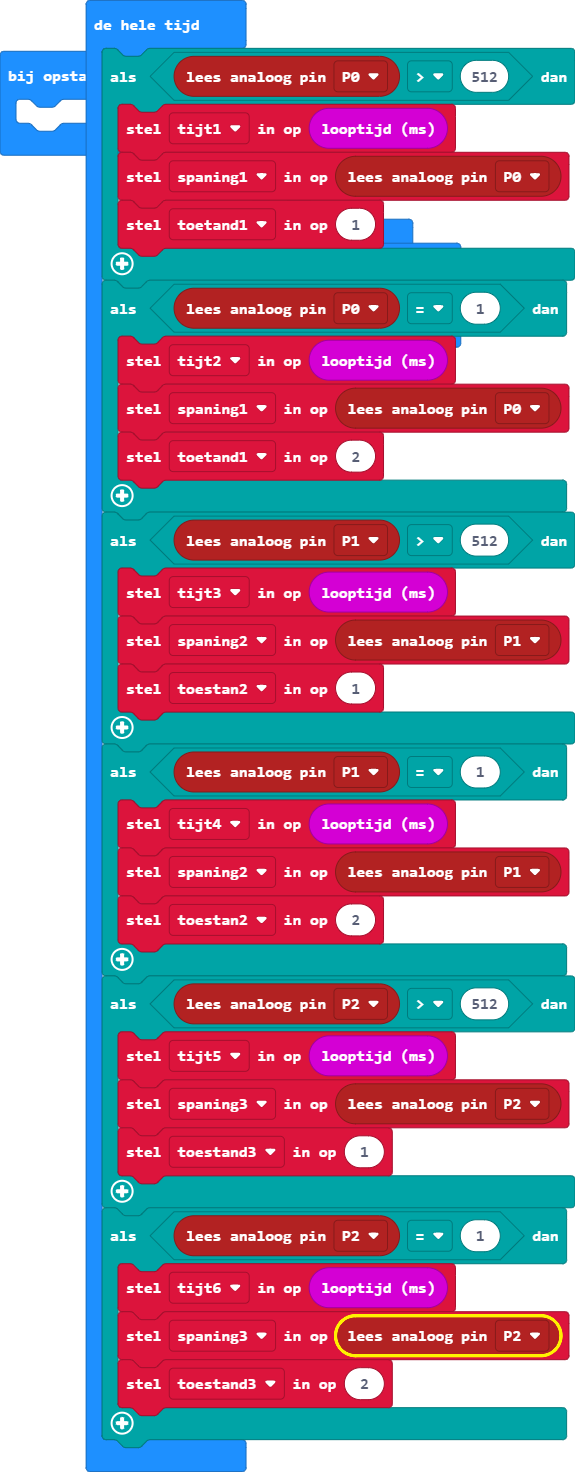 de hele tijd
bij opsta
als lees analoog pin P0 > 512 dan
stel tijt1 in op looptijd (ms)
stel spaning1 in op lees analoog pin P0
stel toetand1 in op 1
als lees analoog pin P0 = 1 dan
stel tijt2 in op looptijd (ms)
stel spaning1 in op lees analoog pin P0
stel toetand1 in op 2
als lees analoog pin P1 > 512 dan
stel tijt3 in op looptijd (ms)
stel spaning2 in op lees analoog pin P1
stel toestan2 in op 1
als lees analoog pin P1 = 1 dan
stel tijt4 in op looptijd (ms)
stel spaning2 in op lees analoog pin P1
stel toestan2 in op 2
als lees analoog pin P2 > 512 dan
stel tijt5 in op looptijd (ms)
stel spaning3 in op lees analoog pin P2
stel toestand3 in op 1
als lees analoog pin P2 = 1 dan
stel tijt6 in op looptijd (ms)
stel spaning3 in op lees analoog pin P2
stel toestand3 in op 2